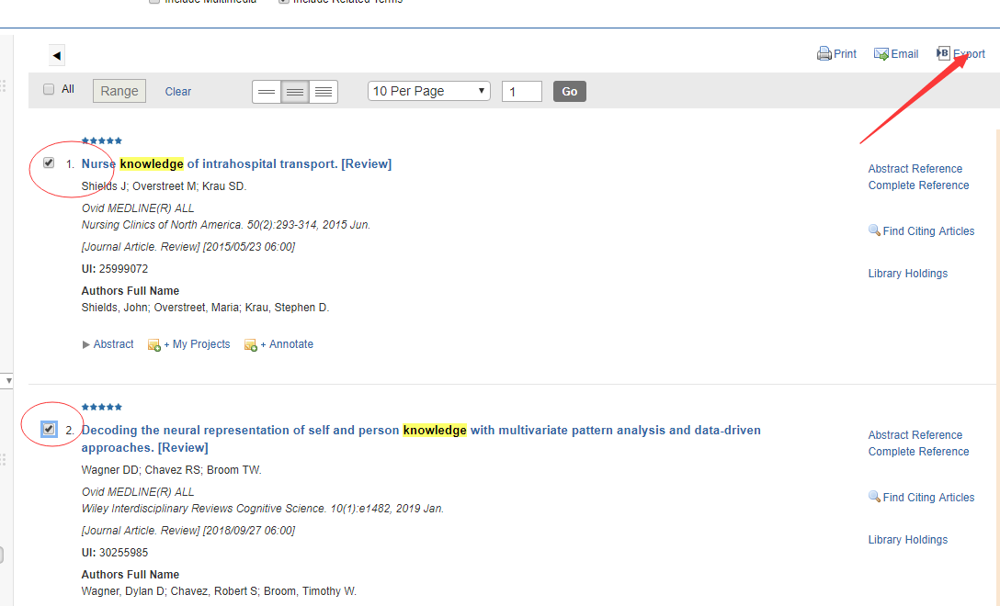 Include Multimedia Include Related Terms
Print Email Export
All Range Clear 10 Per Page 1 Go
1. Nurse knowledge of intrahospital transport. [Review]
Shields J; Overstreet M; Krau SD.
Ovid MEDLINE(R) ALL
Nursing Clinics of North America. 50(2):293-314, 2015 Jun.
[Journal Article. Review] [2015/05/23 06:00]
UI: 25999072
Authors Full Name
Shields, John; Overstreet, Maria; Krau, Stephen D.
Abstract + My Projects + Annotate
Abstract Reference
Complete Reference
Find Citing Articles
Library Holdings
2. Decoding the neural representation of self and person knowledge with multivariate pattern analysis and data-driven
approaches. [Review]
Wagner DD; Chavez RS; Broom TW.
Ovid MEDLINE(R) ALL
Wiley Interdisciplinary Reviews Cognitive Science. 10(1):e1482, 2019 Jan.
[Journal Article. Review] [2018/09/27 06:00]
UI: 30255985
Authors Full Name
Wagner, Dylan D; Chavez, Robert S; Broom, Timothy W.
Abstract Reference
Complete Reference
Find Citing Articles
Library Holdings